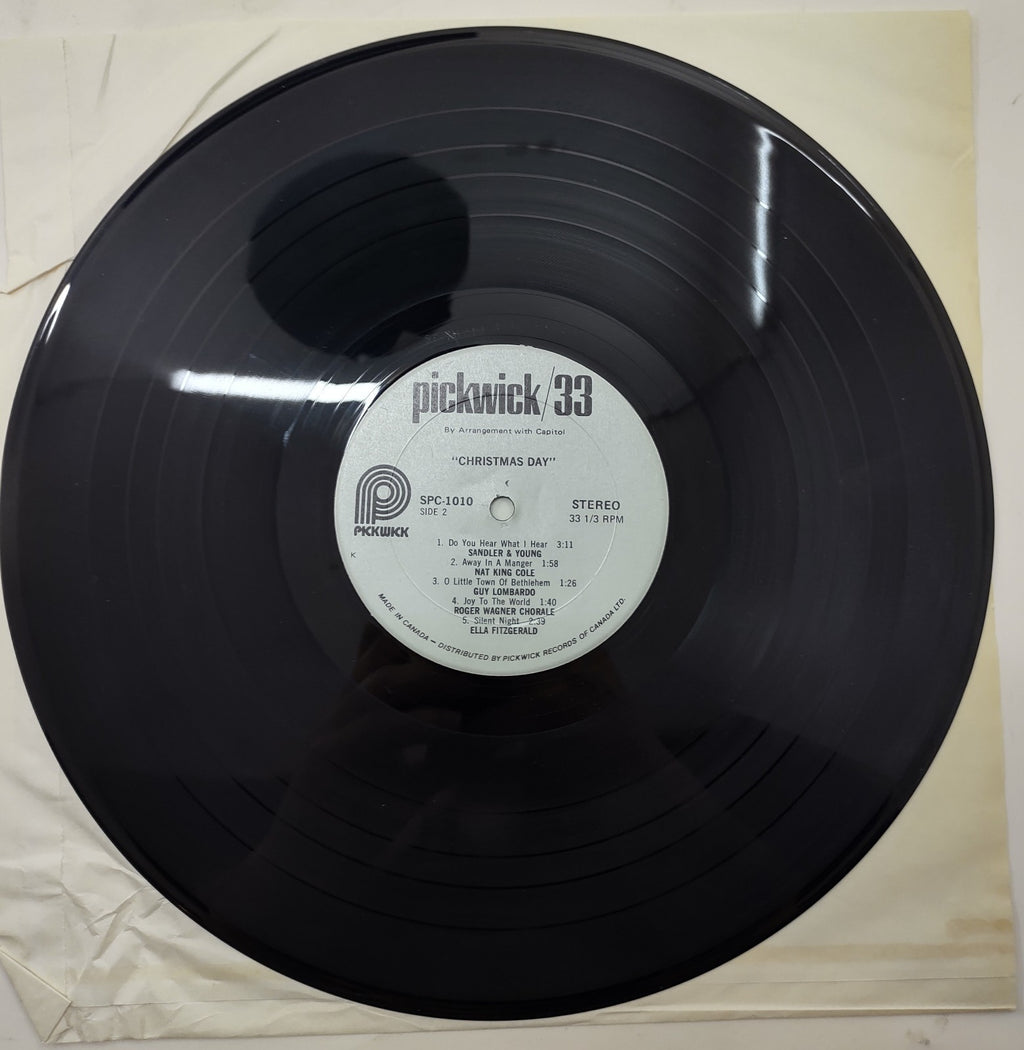 pickwick/33
By Arrangement with Capitol
"CHRISTMAS DAY"
PICKWICK
SPC-1010
SIDE 2
STEREO
33 1/3 RPM
K
1. Do You Hear What I Hear 3:11
SANDLER & YOUNG
2. Away In A Manger 1:58
NAT KING COLE
3. O Little Town Of Bethlehem 1:26
GUY LOMBARDO
4. Joy To The World 1:40
ROGER WAGNER CHORALE
5. Silent Night 2:39
ELLA FITZGERALD
MADE IN CANADA — DISTRIBUTED BY PICKWICK RECORDS OF CANADA LTD.